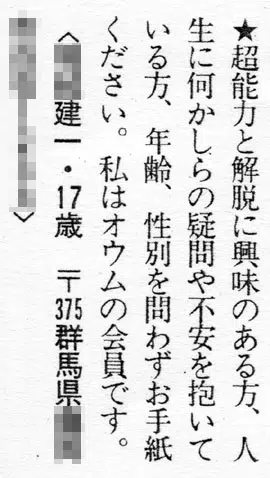 ★超能力と解脱に興味のある方、人
生に何かしらの疑問や不安を抱いて
いる方、年齢、性別を問わずお手紙
ください。私はオウムの会員です。
〈建一・17歳　〒375群馬県
〉